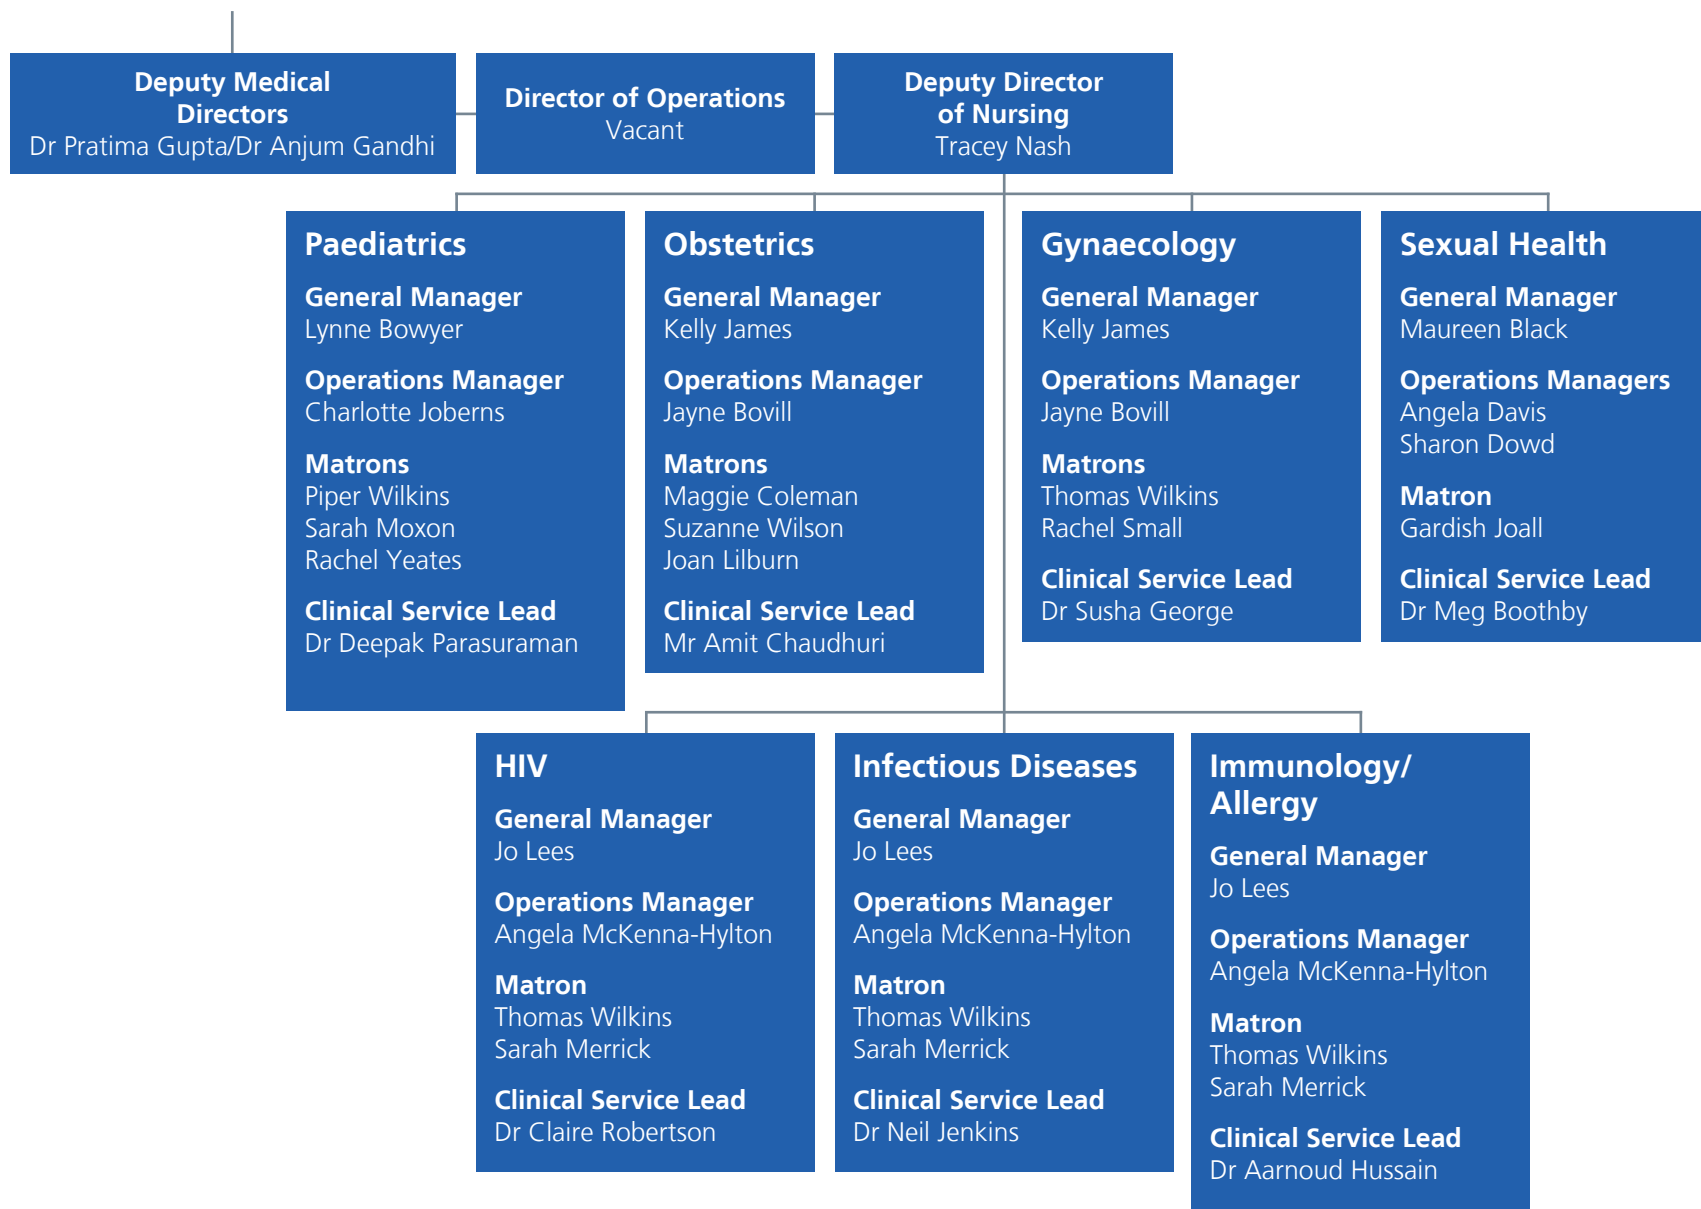 Deputy Medical
Directors
Dr Pratima Gupta/Dr Anjum Gandhi
Director of Operations
Vacant
Deputy Director
of Nursing
Tracey Nash
Paediatrics
General Manager
Lynne Bowyer
Operations Manager
Charlotte Joberns
Matrons
Piper Wilkins
Sarah Moxon
Rachel Yeates
Clinical Service Lead
Dr Deepak Parasuraman
Obstetrics
General Manager
Kelly James
Operations Manager
Jayne Bovill
Matrons
Maggie Coleman
Suzanne Wilson
Joan Lilburn
Clinical Service Lead
Mr Amit Chaudhuri
Gynaecology
General Manager
Kelly James
Operations Manager
Jayne Bovill
Matrons
Thomas Wilkins
Rachel Small
Clinical Service Lead
Dr Susha George
Sexual Health
General Manager
Maureen Black
Operations Managers
Angela Davis
Sharon Dowd
Matron
Gardish Joall
Clinical Service Lead
Dr Meg Boothby
HIV
General Manager
Jo Lees
Operations Manager
Angela McKenna-Hylton
Matron
Thomas Wilkins
Sarah Merrick
Clinical Service Lead
Dr Claire Robertson
Infectious Diseases
General Manager
Jo Lees
Operations Manager
Angela McKenna-Hylton
Matron
Thomas Wilkins
Sarah Merrick
Clinical Service Lead
Dr Neil Jenkins
Immunology/
Allergy
General Manager
Jo Lees
Operations Manager
Angela McKenna-Hylton
Matron
Thomas Wilkins
Sarah Merrick
Clinical Service Lead
Dr Aarnoud Hussain